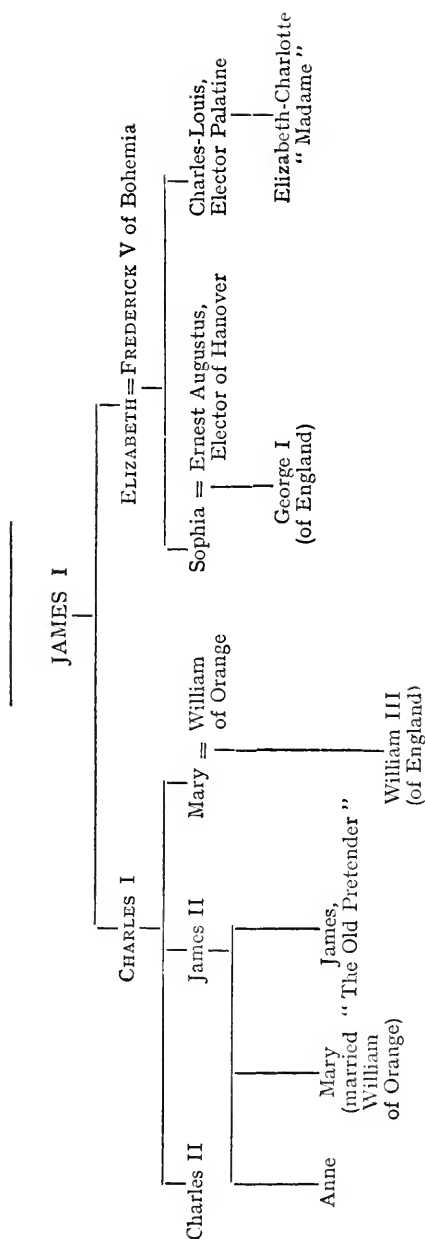 JAMES I
CHARLES I
ELIZABETH = FREDERICK V of Bohemia
Charles II
James II
Mary = William
of Orange
Sophia = Ernest Augustus,
Elector of Hanover
Charles-Louis,
Elector Palatine
Anne
Mary
(married
William
of Orange)
James,
“ The Old Pretender ”
William III
(of England)
George I
(of England)
Elizabeth-Charlotte
“ Madame ”